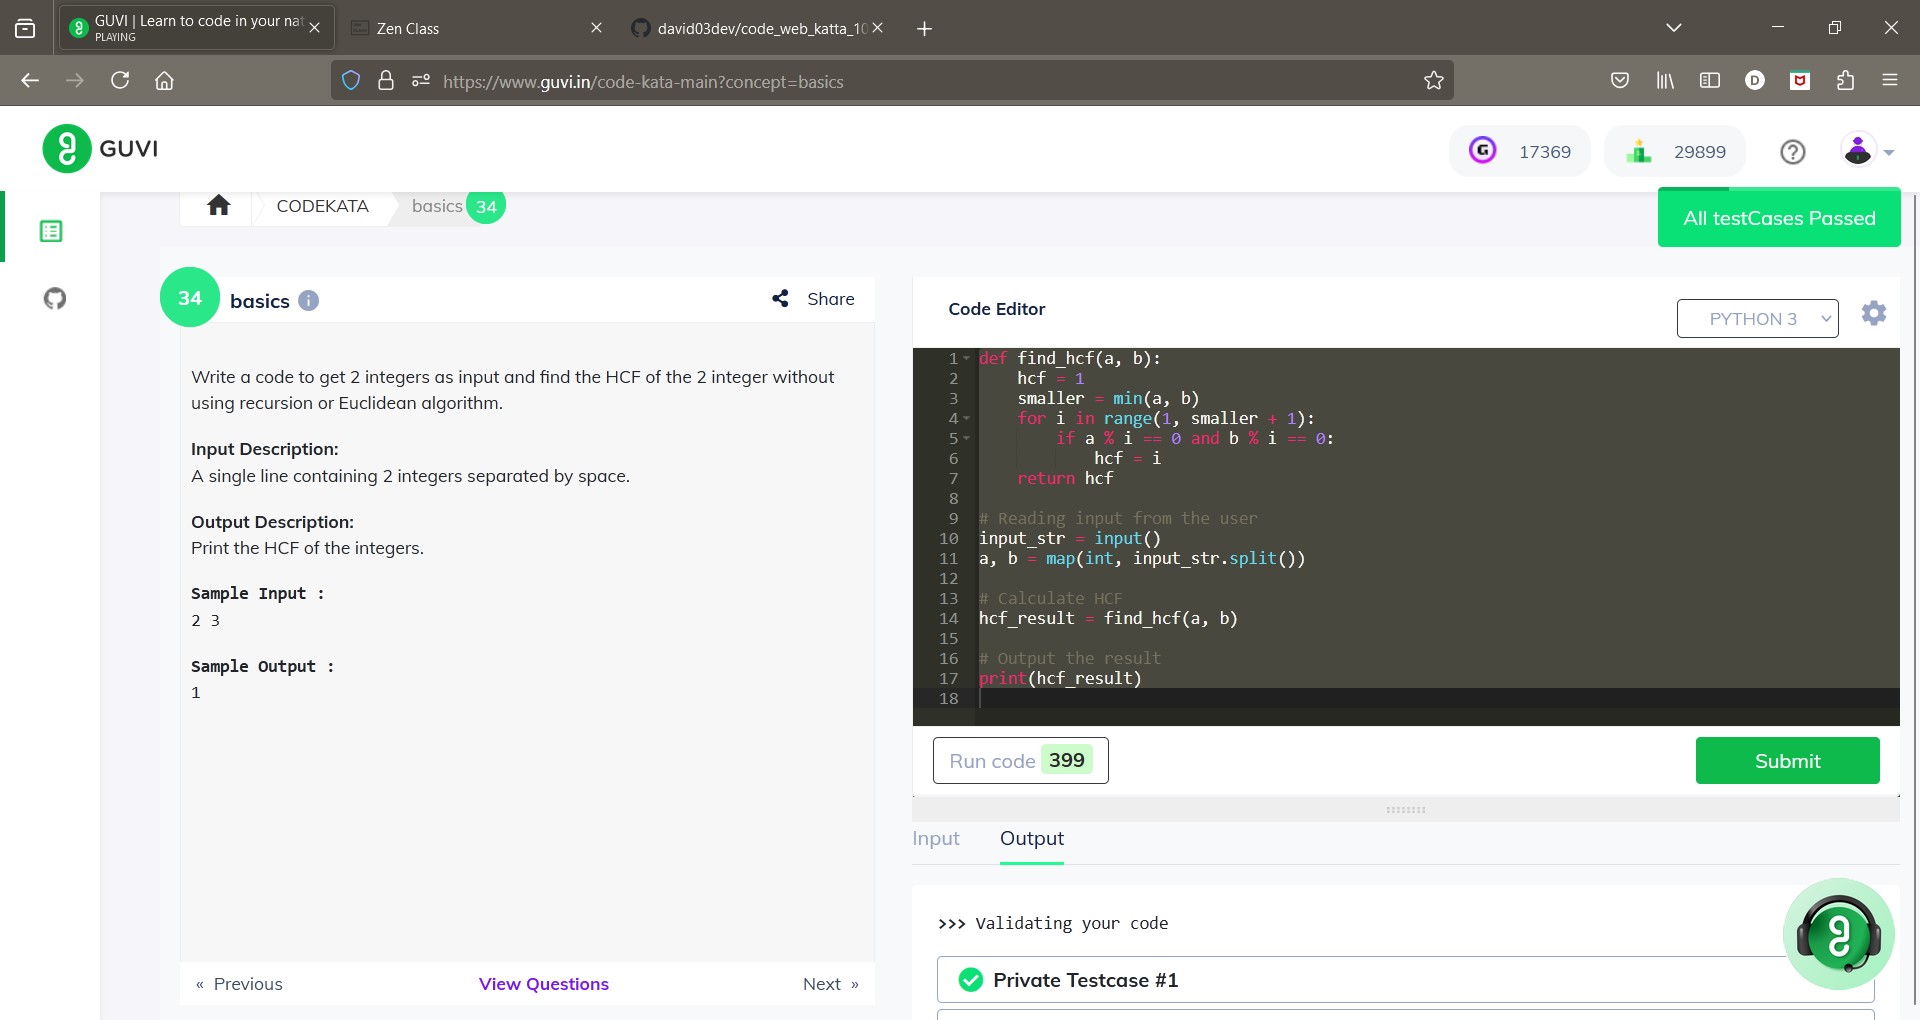 GUVI | Learn to code in your nat
PLAYING
Zen Class
david03dev/code_web_katta_10
https://www.guvi.in/code-kata-main?concept=basics
D
GUVI
G 17369
29899
CODEKATA
basics 34
All testCases Passed
34 basics
Share
Write a code to get 2 integers as input and find the HCF of the 2 integer without
using recursion or Euclidean algorithm.
Input Description:
A single line containing 2 integers separated by space.
Output Description:
Print the HCF of the integers.
Sample Input :
2 3
Sample Output :
1
« Previous
View Questions
Next »
Code Editor
PYTHON 3
1 def find_hcf(a, b):
2     hcf = 1
3     smaller = min(a, b)
4     for i in range(1, smaller + 1):
5         if a % i == 0 and b % i == 0:
6             hcf = i
7     return hcf
8
9 # Reading input from the user
10 input_str = input()
11 a, b = map(int, input_str.split())
12
13 # Calculate HCF
14 hcf_result = find_hcf(a, b)
15
16 # Output the result
17 print(hcf_result)
18
Run code 399
Submit
Input
Output
>>> Validating your code
Private Testcase #1